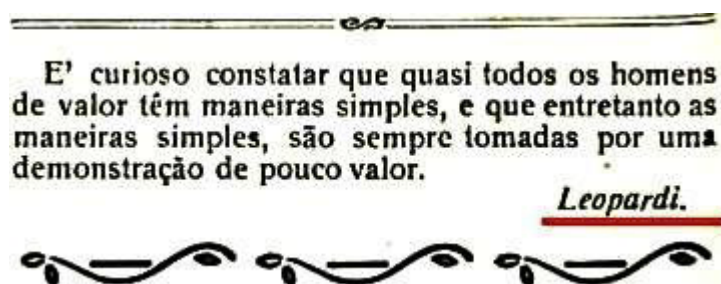 E' curioso constatar que quasi todos os homens
de valor têm maneiras simples, e que entretanto as
maneiras simples, são sempre tomadas por uma
demonstração de pouco valor.
Leopardi.